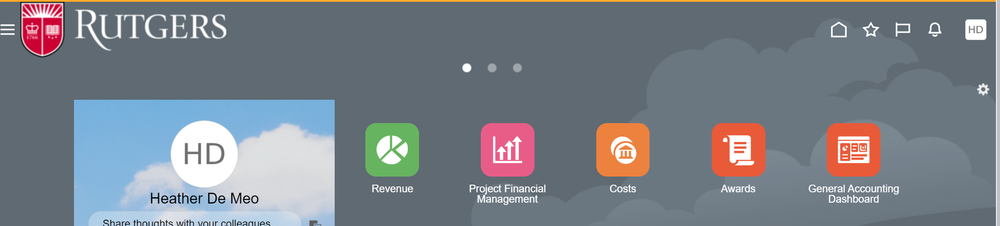 RUTGERS
1766
HD
HD
Heather De Meo
Share thoughts with your colleagues
Revenue
Project Financial
Management
Costs
Awards
General Accounting
Dashboard